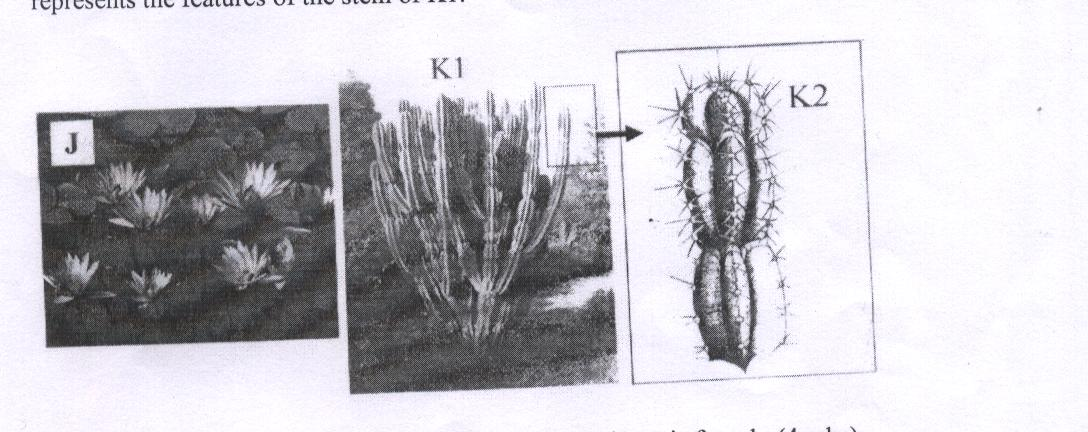 represents the features of the stem of K1.
K1
J
K2